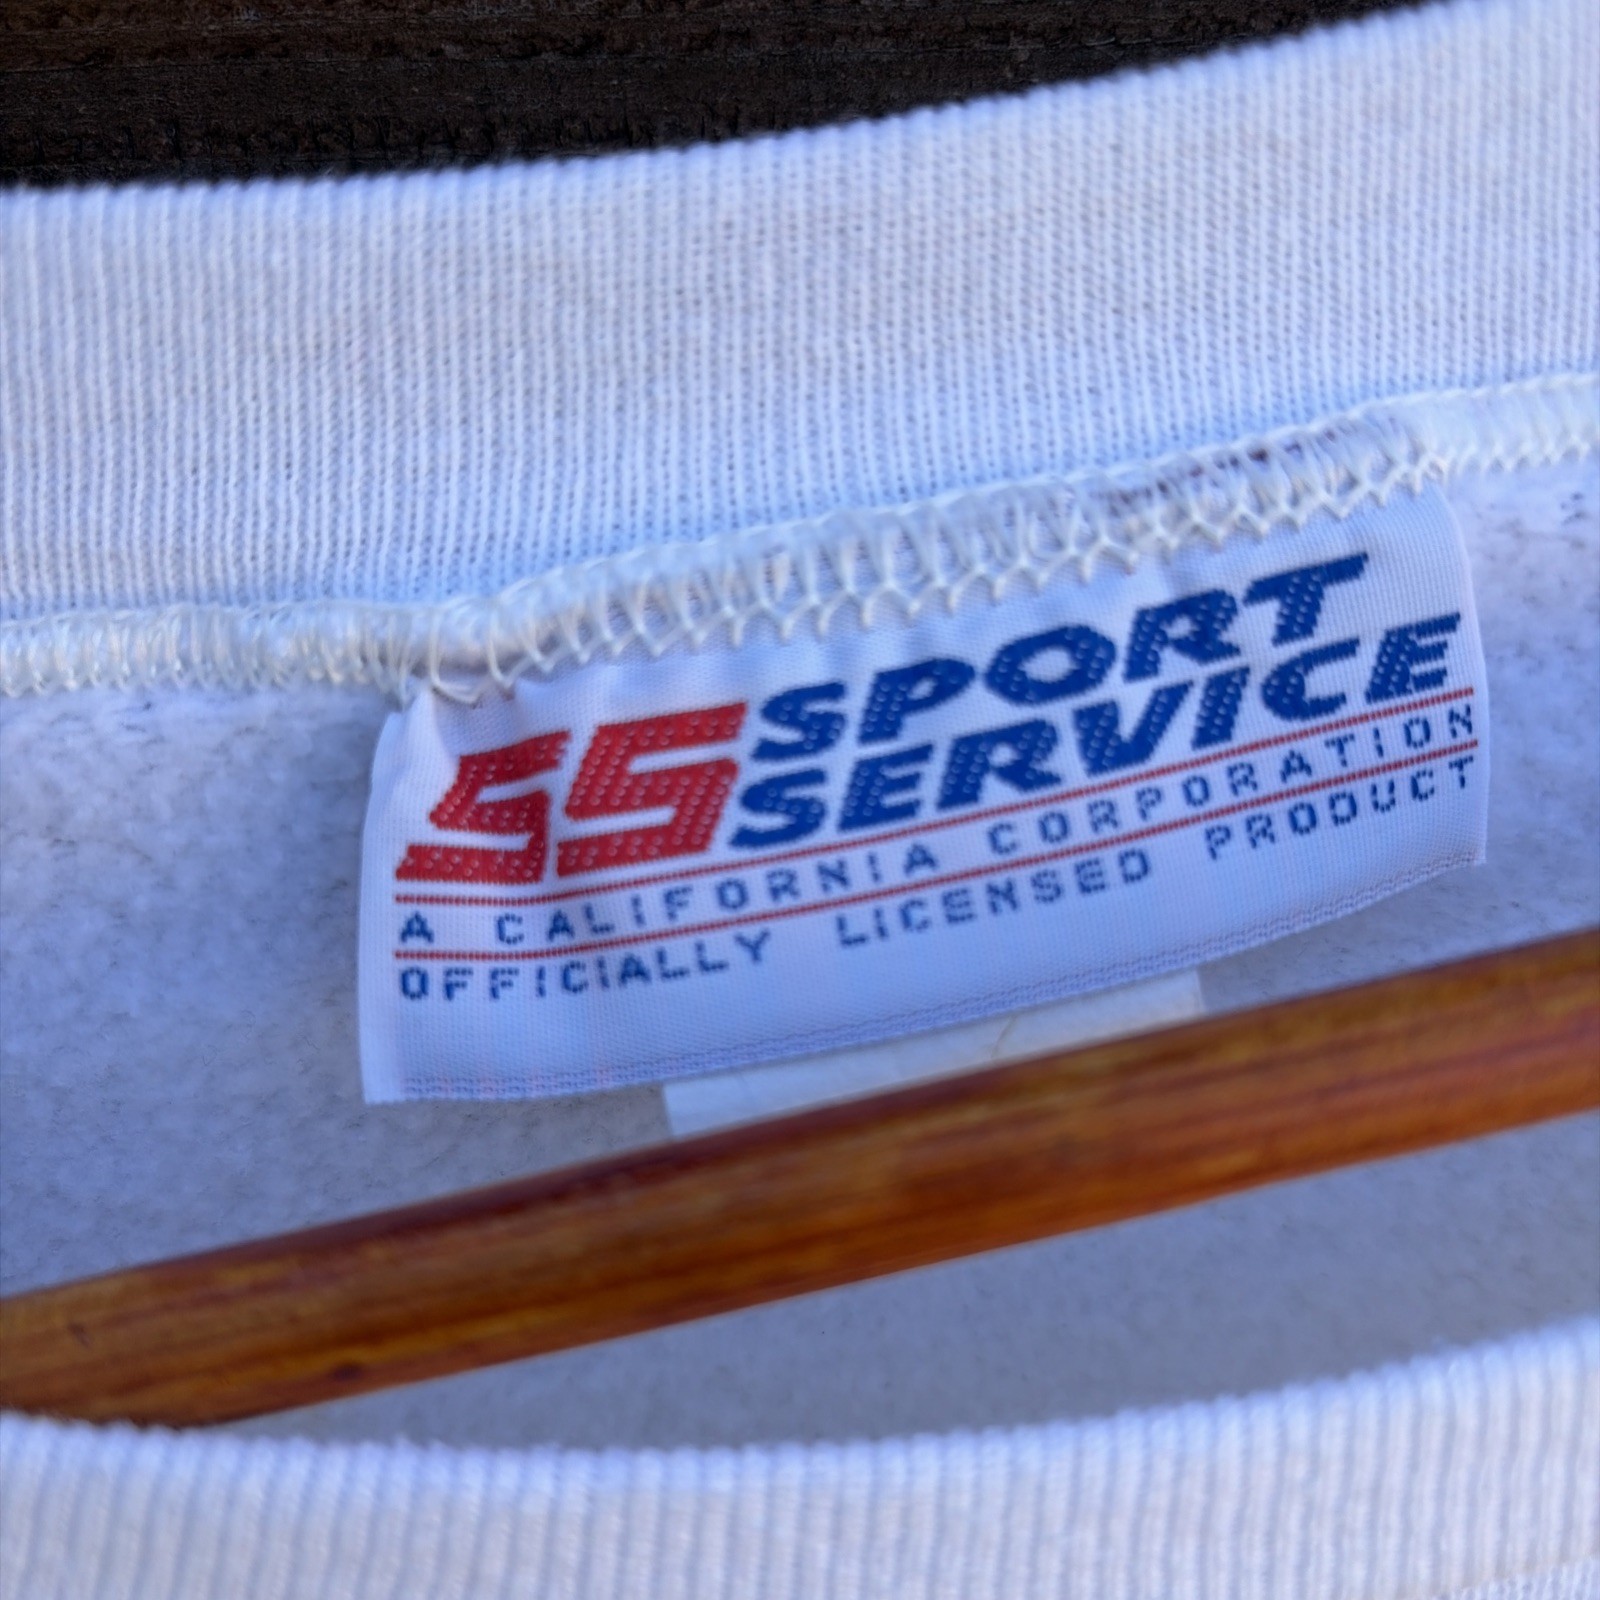 SS SPORT
SERVICE
A CALIFORNIA CORPORATION
OFFICIALLY LICENSED PRODUCT